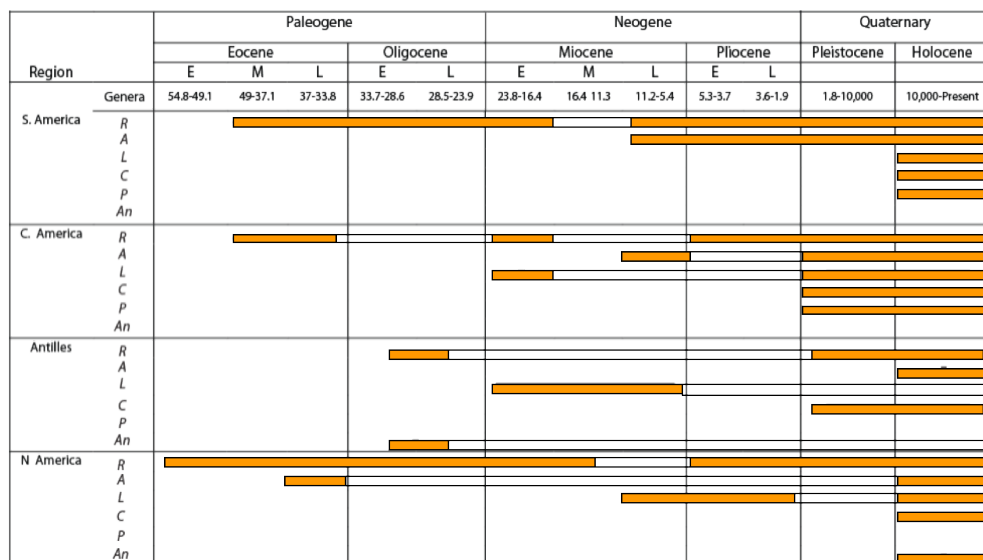 Paleogene Neogene Quaternary
Eocene Oligocene Miocene Pliocene Pleistocene Holocene
Region E M L E L E M L E L
Genera 54.8-49.1 49-37.1 37-33.8 33.7-28.6 28.5-23.9 23.8-16.4 16.4 11.3 11.2-5.4 5.3-3.7 3.6-1.9 1.8-10,000 10,000-Present
S. America R
A
L
C
P
An
C. America R
A
L
C
P
An
Antilles R
A
L
C
P
An
N America R
A
L
C
P
An